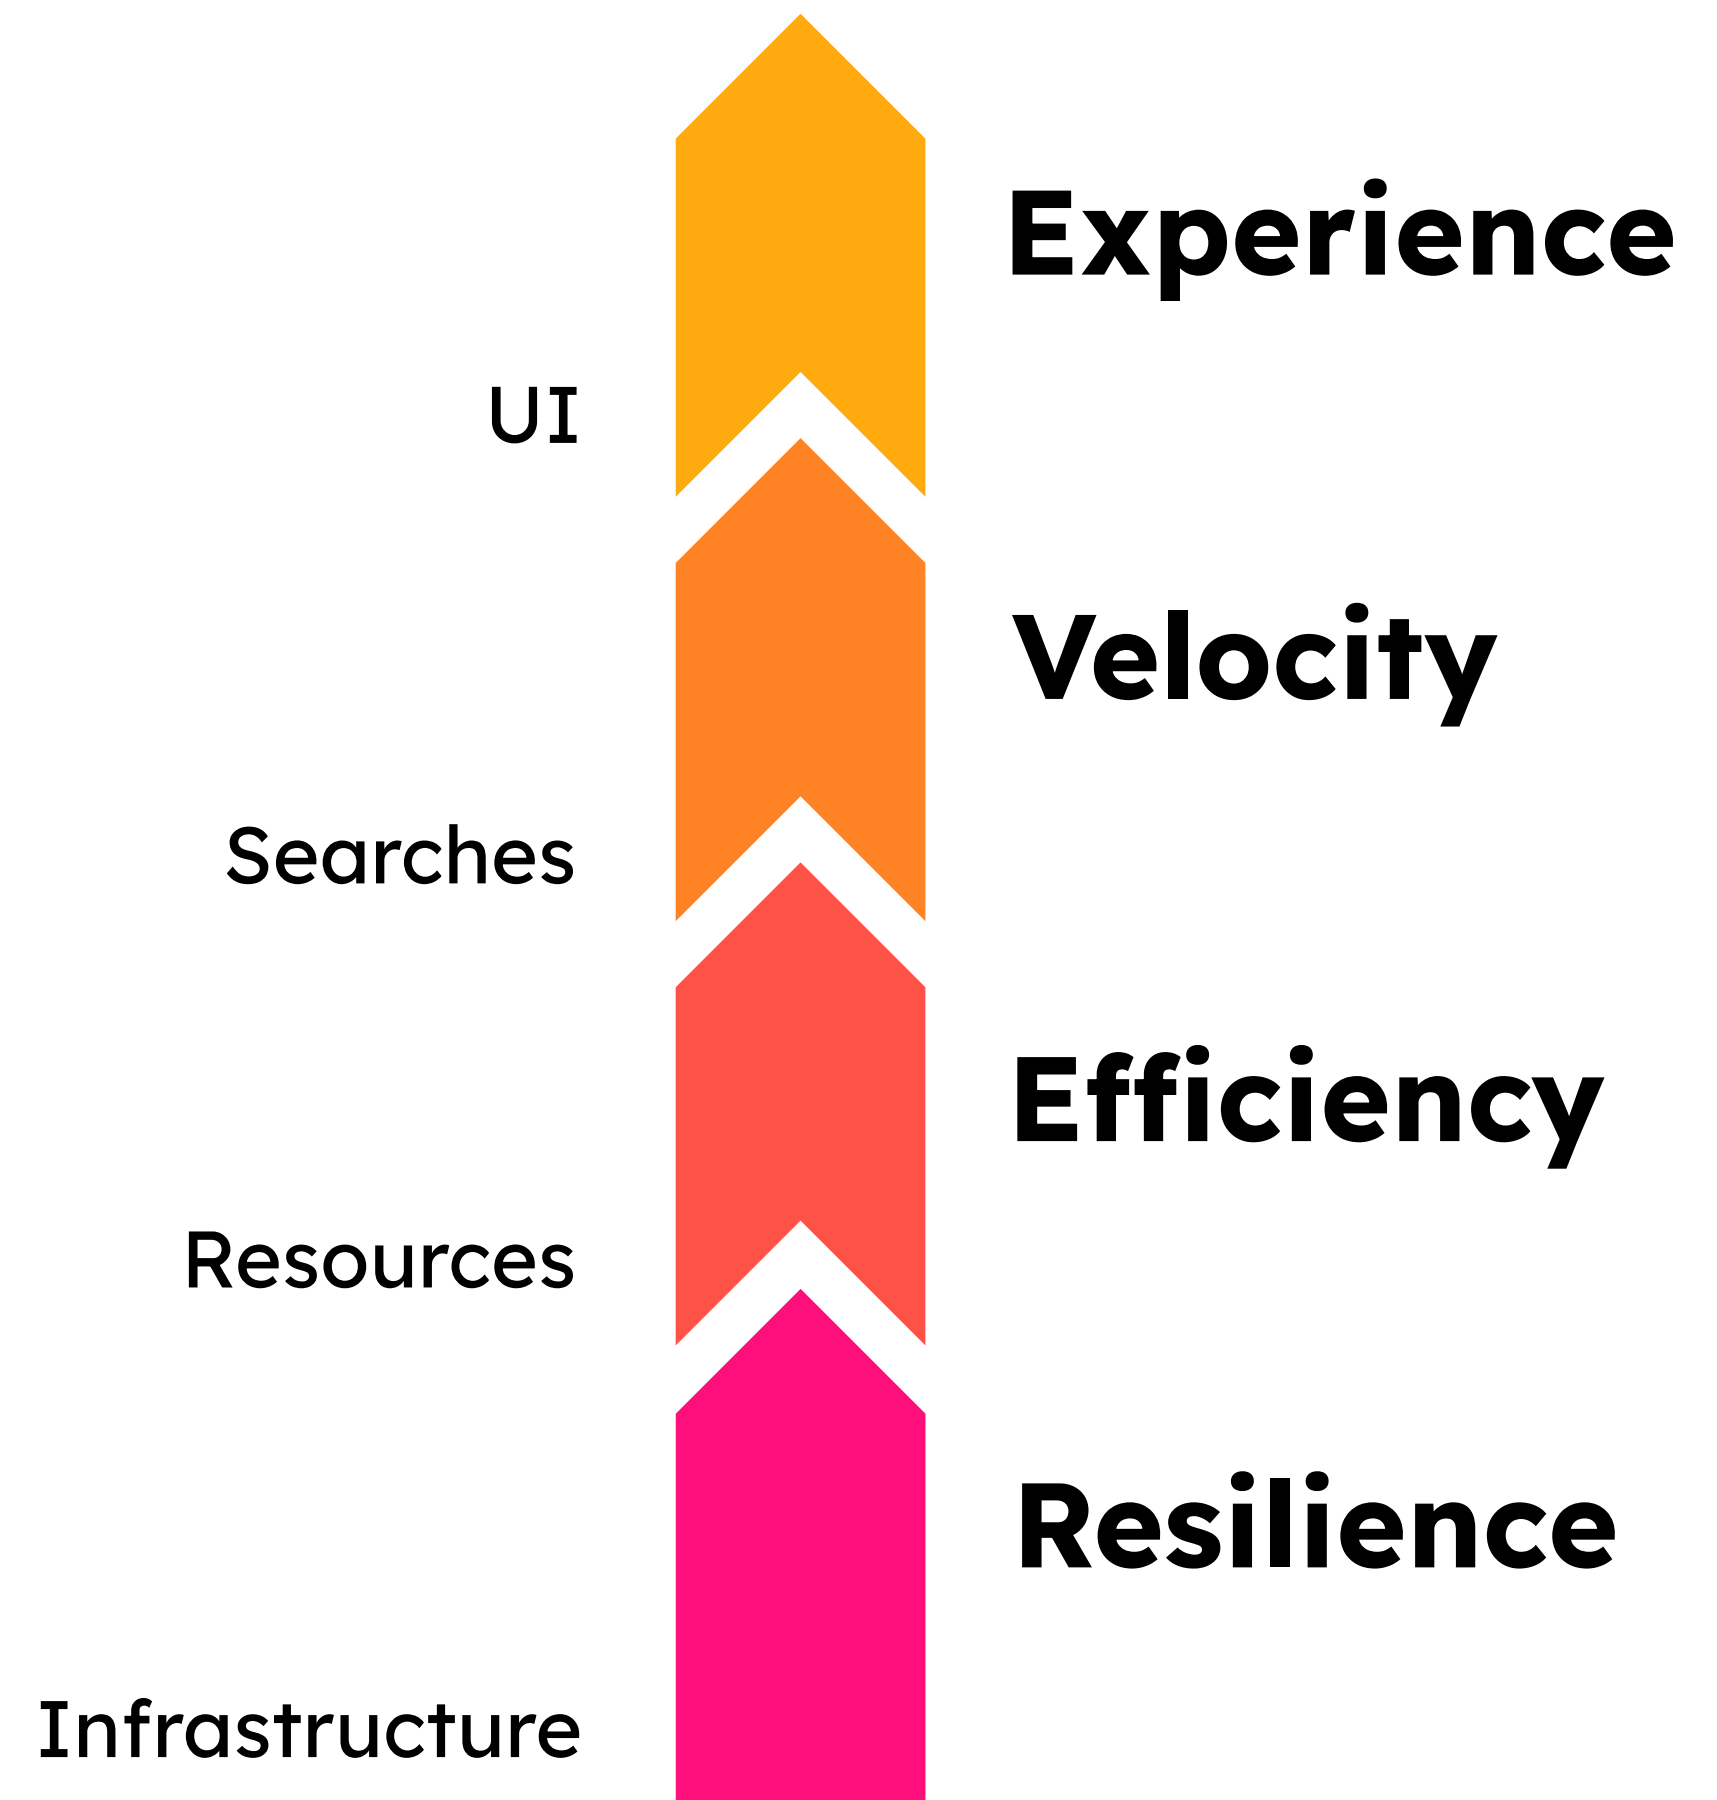 Experience
UI
Velocity
Searches
Efficiency
Resources
Resilience
Infrastructure